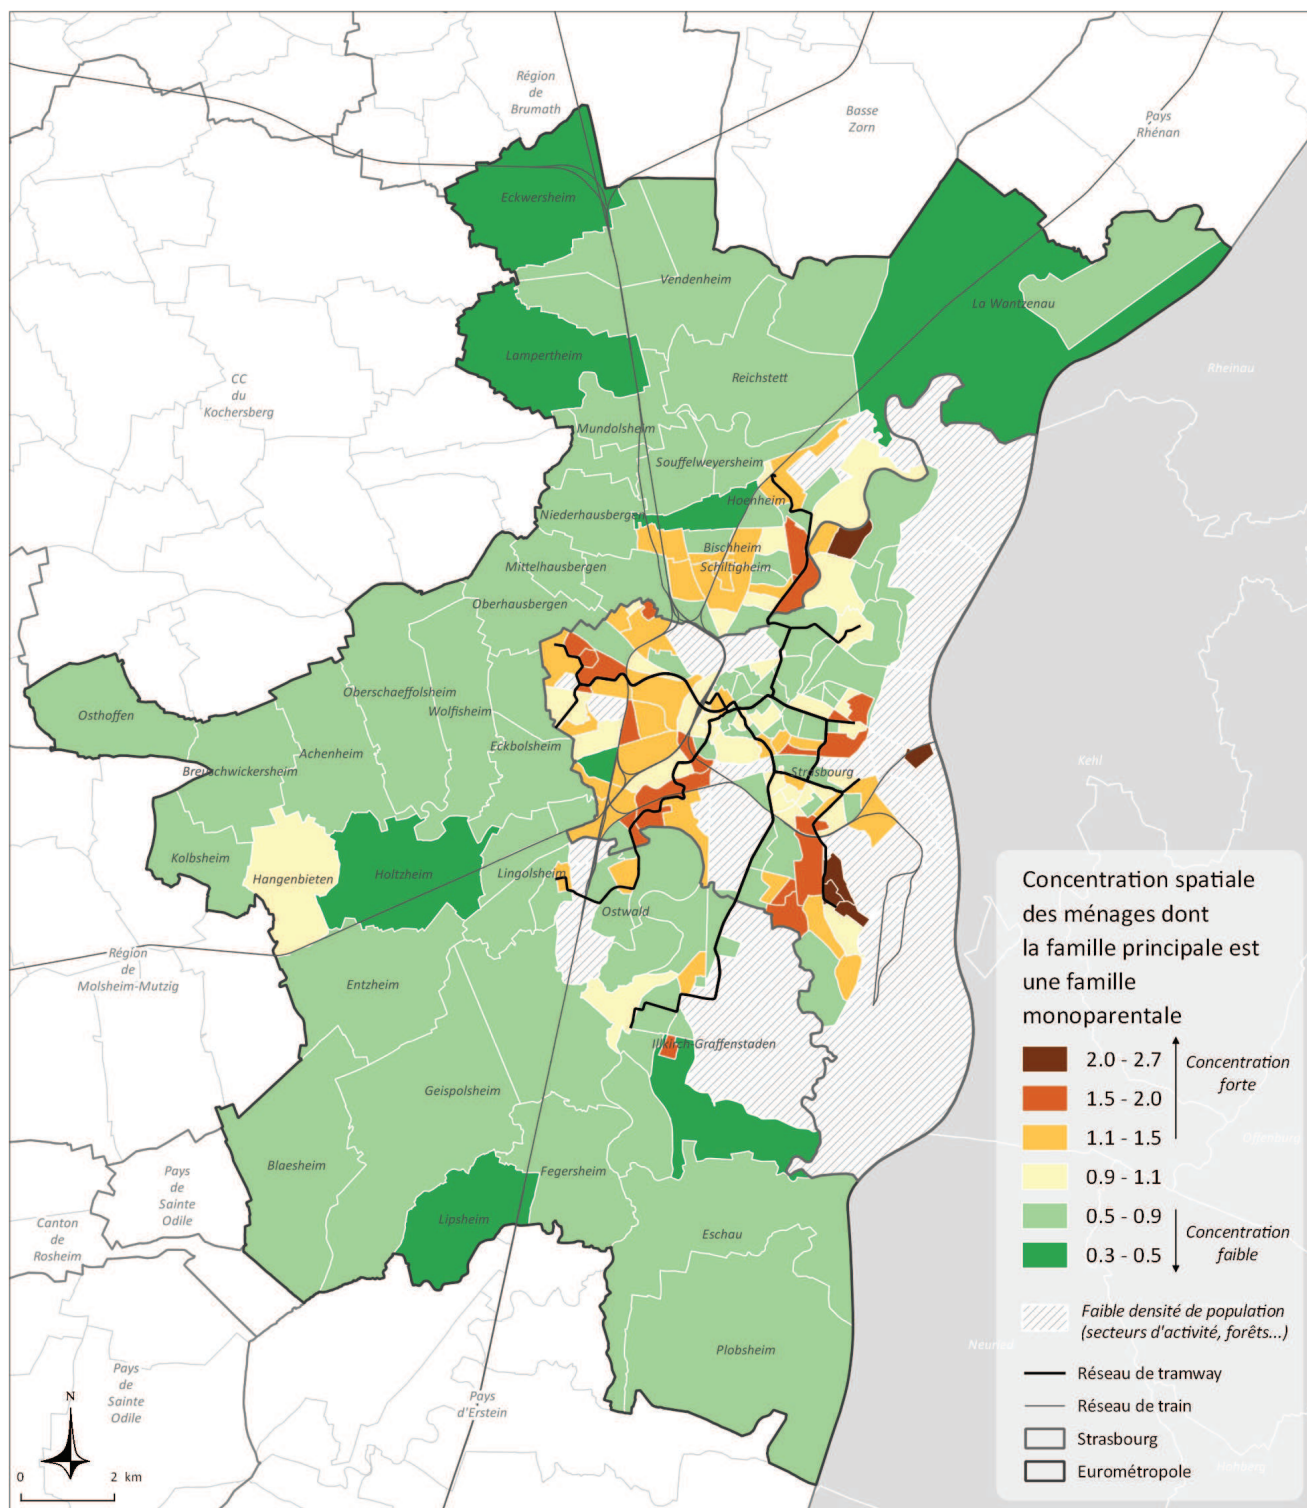 Région
de
Brumath
Basse
Zorn
Pays
Rhénan
Eckwersheim
Vendenheim
La Wantzenau
Lampertheim
Reichstett
Rheinau
CC
du
Kochersberg
Mundolsheim
Souffelweyersheim
Hoenheim
Niederhausbergen
Bischheim
Schiltigheim
Mittelhausbergen
Oberhausbergen
Oberschaeffolsheim
Wolfisheim
Osthoffen
Achenheim
Eckbolsheim
Breuschwickersheim
Strasbourg
Kehl
Kolbsheim
Hangenbieten
Holtzheim
Lingolsheim
Ostwald
Région
de
Molsheim-Mutzig
Entzheim
Illkirch-Graffenstaden
Geispolsheim
Blaesheim
Fegersheim
Pays
de
Sainte
Odile
Canton
de
Rosheim
Lipsheim
Eschau
Plobsheim
Pays
de
Sainte
Odile
Pays
d'Erstein
N
0 2 km
Concentration spatiale
des ménages dont
la famille principale est
une famille
monoparentale
2.0 - 2.7
1.5 - 2.0
1.1 - 1.5
0.9 - 1.1
0.5 - 0.9
0.3 - 0.5
Concentration
forte
Concentration
faible
Offenburg
Faible densité de population
(secteurs d'activité, forêts...)
Neuried
Réseau de tramway
Réseau de train
Strasbourg
Eurométropole
Hohberg